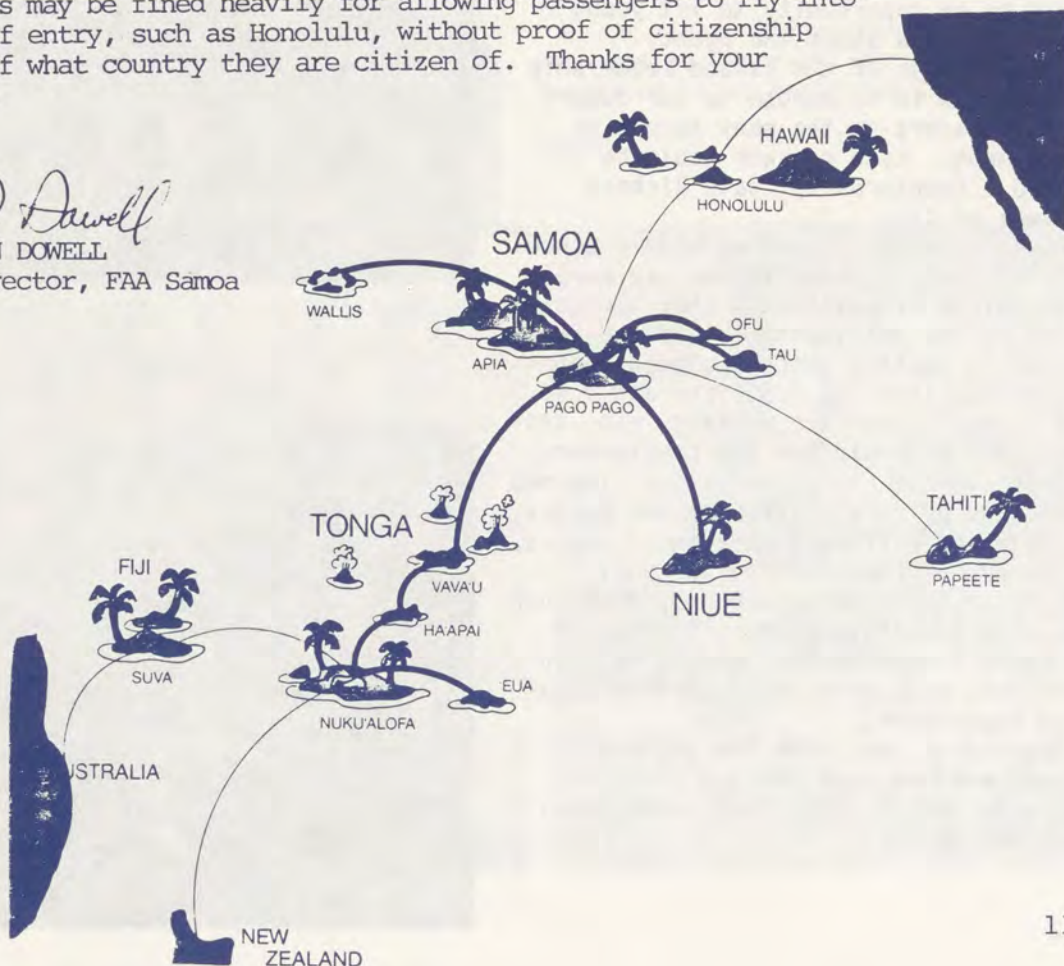 may be fined heavily for allowing passengers to fly into
entry, such as Honolulu, without proof of citizenship
what country they are citizen of. Thanks for your
DOWELL
FAA Samoa
HAWAII
HONOLULU
SAMOA
WALLIS
APIA
OFU
TAU
PAGO PAGO
TONGA
VAVA'U
HA'APAI
NUKU'ALOFA
EUA
FIJI
SUVA
NIUE
TAHITI
PAPEETE
USTRALIA
NEW
ZEALAND